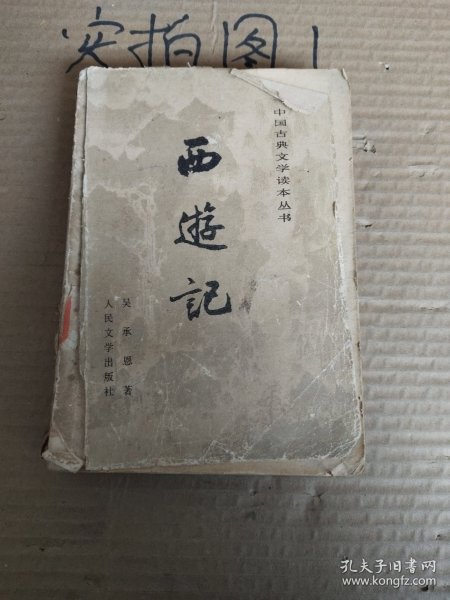 实拍图1
中国古典文学读本丛书
西遊記
吴承恩著
人民文学出版社
孔夫子旧书网
www.kongfz.com